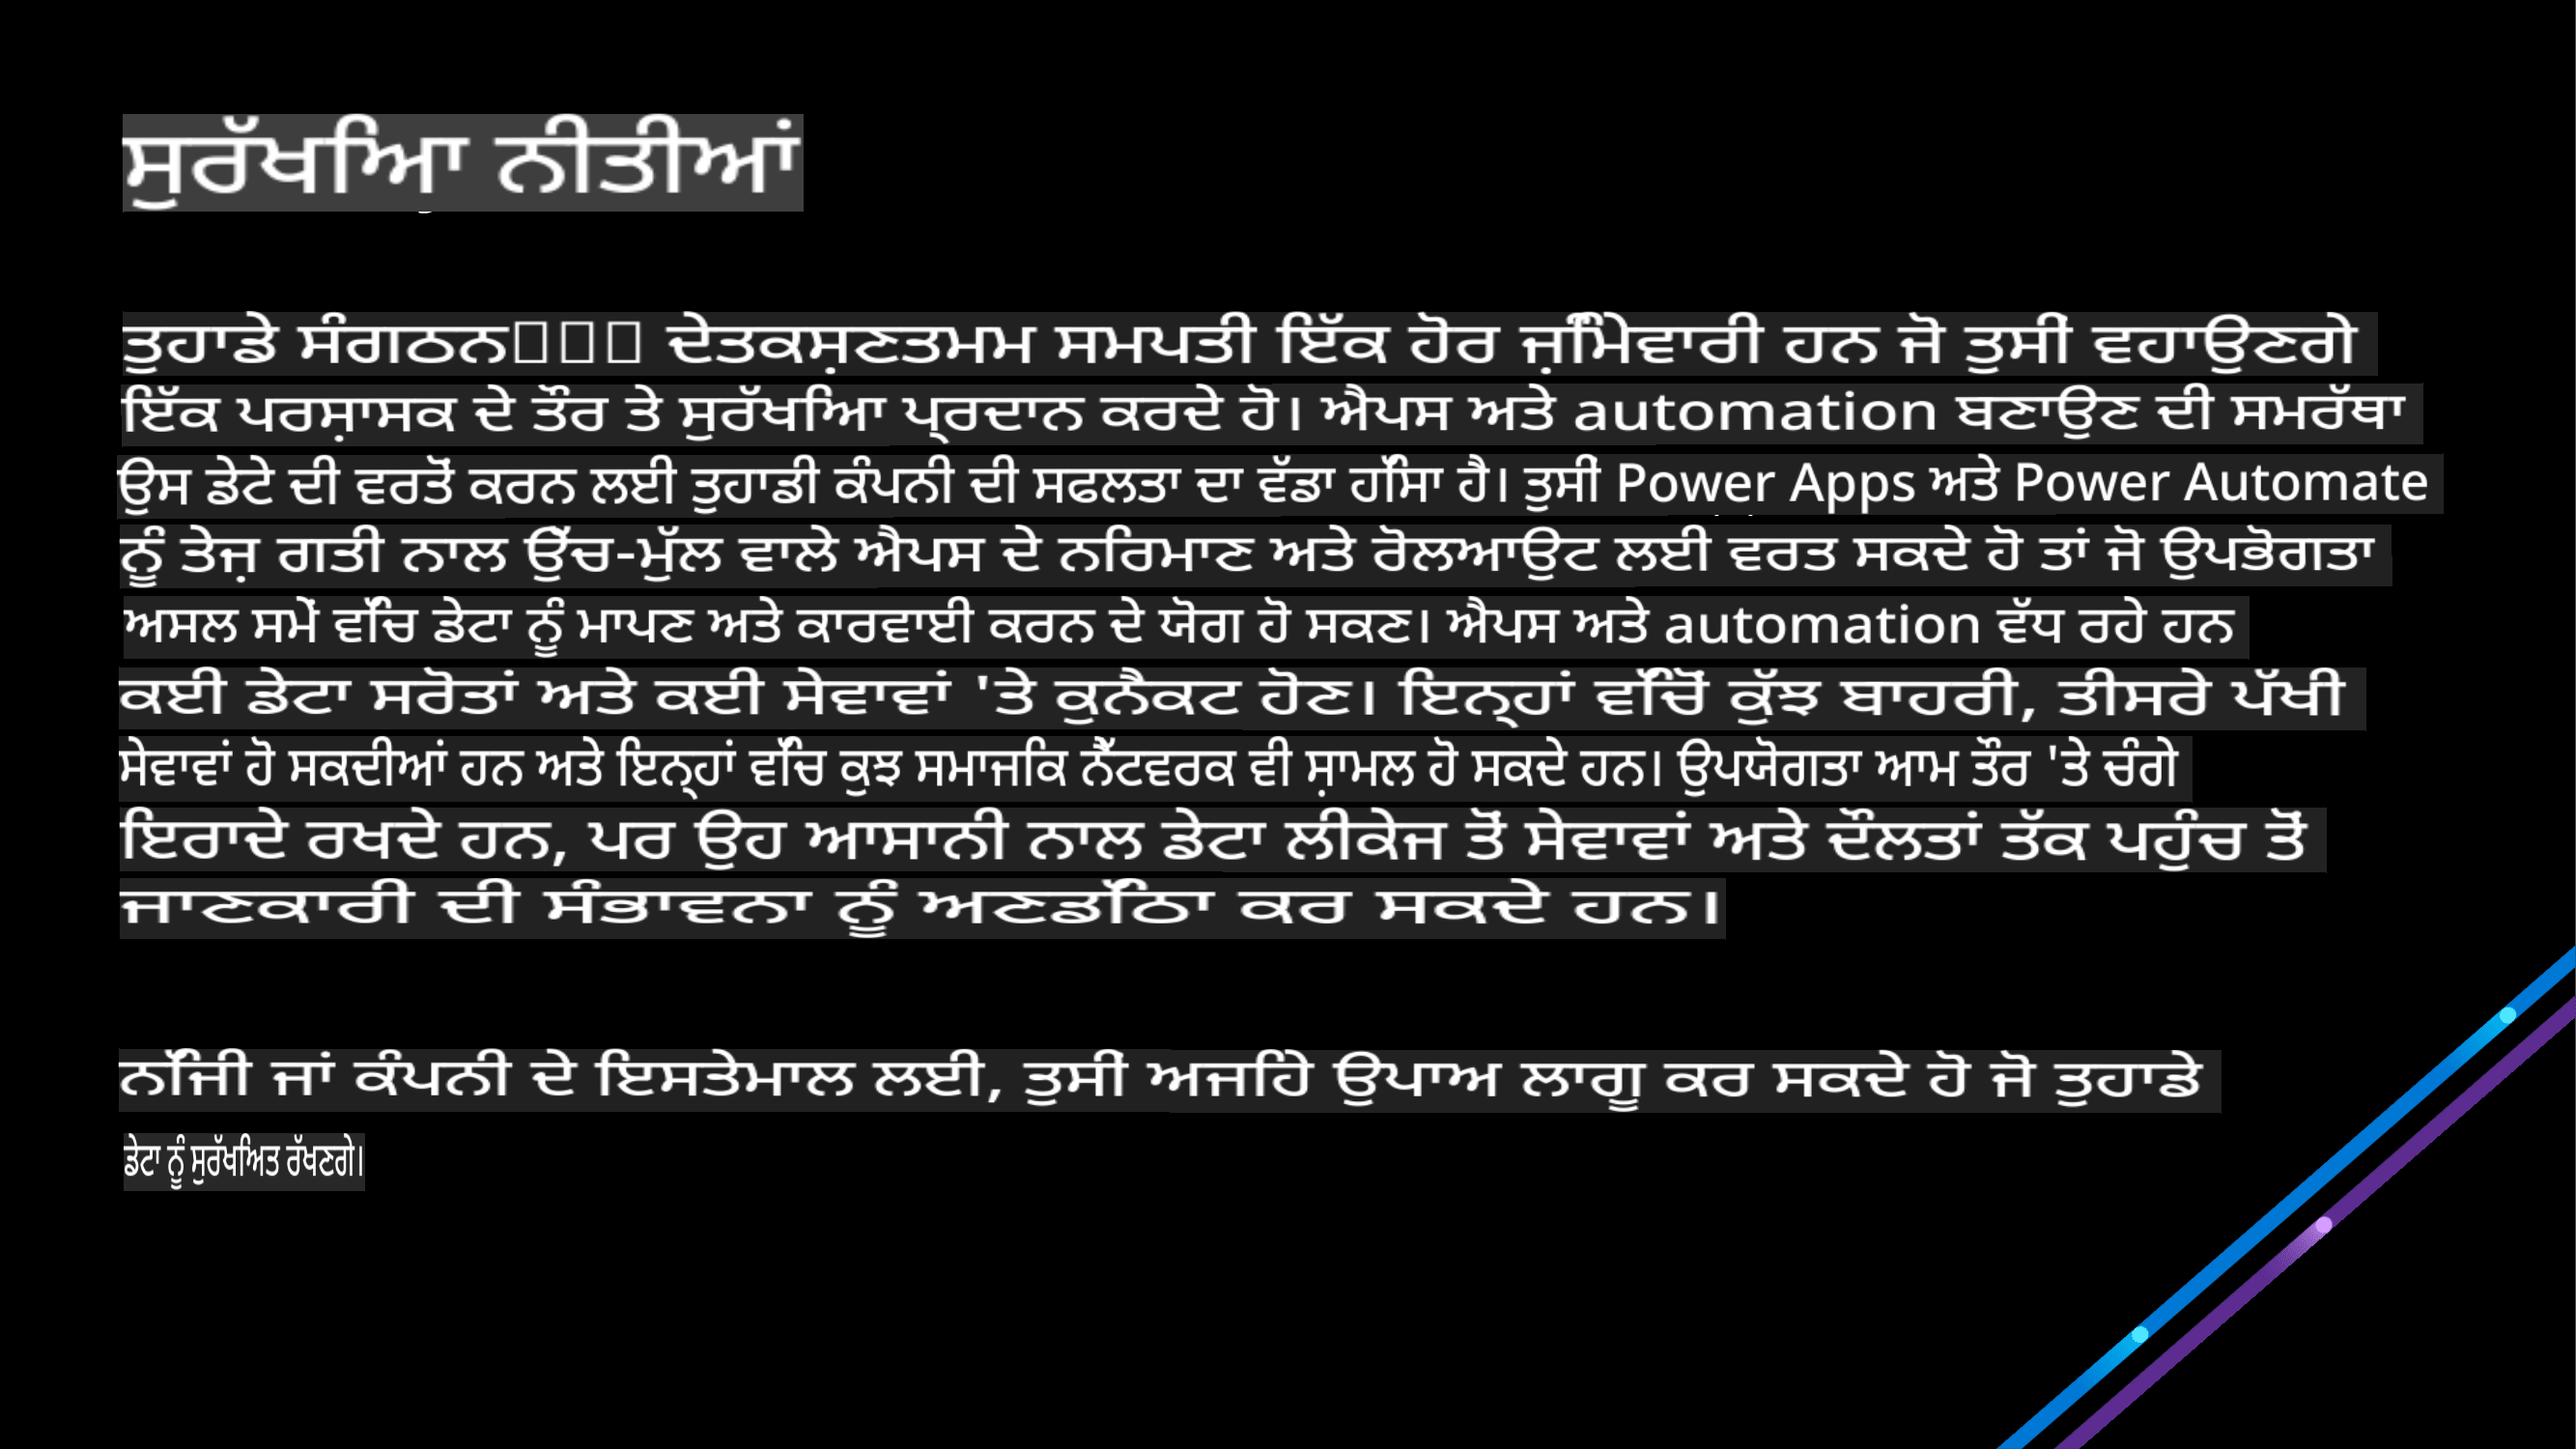 ਸੁਰੱਖਿਆ ਨੀਤੀਆਂ
ਤੁਹਾਡੇ ਸੰਗਠਨ ਦੇਤਕਸ਼ਣਤਮਮ ਸਮਪਤੀ ਇੱਕ ਹੋਰ ਜ਼ਿੰਮੇਵਾਰੀ ਹਨ ਜੋ ਤੁਸੀਂ ਵਹਾਉਣਗੇ
ਇੱਕ ਪਰਸ਼ਾਸਕ ਦੇ ਤੌਰ ਤੇ ਸੁਰੱਖਿਆ ਪ੍ਰਦਾਨ ਕਰਦੇ ਹੋ। ਐਪਸ ਅਤੇ automation ਬਣਾਉਣ ਦੀ ਸਮਰੱਥਾ
ਉਸ ਡੇਟੇ ਦੀ ਵਰਤੋਂ ਕਰਨ ਲਈ ਤੁਹਾਡੀ ਕੰਪਨੀ ਦੀ ਸਫਲਤਾ ਦਾ ਵੱਡਾ ਹਿੱਸਾ ਹੈ। ਤੁਸੀਂ Power Apps ਅਤੇ Power Automate
ਨੂੰ ਤੇਜ਼ ਗਤੀ ਨਾਲ ਉੱਚ-ਮੁੱਲ ਵਾਲੇ ਐਪਸ ਦੇ ਨਿਰਮਾਣ ਅਤੇ ਰੋਲਆਉਟ ਲਈ ਵਰਤ ਸਕਦੇ ਹੋ ਤਾਂ ਜੋ ਉਪਭੋਗਤਾ
ਅਸਲ ਸਮੇਂ ਵਿੱਚ ਡੇਟਾ ਨੂੰ ਮਾਪਣ ਅਤੇ ਕਾਰਵਾਈ ਕਰਨ ਦੇ ਯੋਗ ਹੋ ਸਕਣ। ਐਪਸ ਅਤੇ automation ਵੱਧ ਰਹੇ ਹਨ
ਕਈ ਡੇਟਾ ਸਰੋਤਾਂ ਅਤੇ ਕਈ ਸੇਵਾਵਾਂ 'ਤੇ ਕੁਨੈਕਟ ਹੋਣ। ਇਨ੍ਹਾਂ ਵਿੱਚੋਂ ਕੁੱਝ ਬਾਹਰੀ, ਤੀਸਰੇ ਪੱਖੀ
ਸੇਵਾਵਾਂ ਹੋ ਸਕਦੀਆਂ ਹਨ ਅਤੇ ਇਨ੍ਹਾਂ ਵਿੱਚ ਕੁਝ ਸਮਾਜਿਕ ਨੈੱਟਵਰਕ ਵੀ ਸ਼ਾਮਲ ਹੋ ਸਕਦੇ ਹਨ। ਉਪਯੋਗਤਾ ਆਮ ਤੌਰ 'ਤੇ ਚੰਗੇ
ਇਰਾਦੇ ਰਖਦੇ ਹਨ, ਪਰ ਉਹ ਆਸਾਨੀ ਨਾਲ ਡੇਟਾ ਲੀਕੇਜ ਤੋਂ ਸੇਵਾਵਾਂ ਅਤੇ ਦੌਲਤਾਂ ਤੱਕ ਪਹੁੰਚ ਤੋਂ
ਜਾਣਕਾਰੀ ਦੀ ਸੰਭਾਵਨਾ ਨੂੰ ਅਣਡਿੱਠਾ ਕਰ ਸਕਦੇ ਹਨ।
ਨਿੱਜੀ ਜਾਂ ਕੰਪਨੀ ਦੇ ਇਸਤੇਮਾਲ ਲਈ, ਤੁਸੀਂ ਅਜਿਹੇ ਉਪਾਅ ਲਾਗੂ ਕਰ ਸਕਦੇ ਹੋ ਜੋ ਤੁਹਾਡੇ
ਡੇਟਾ ਨੂੰ ਸੁਰੱਖਅਿਤ ਰੱਖਣਗੇ।